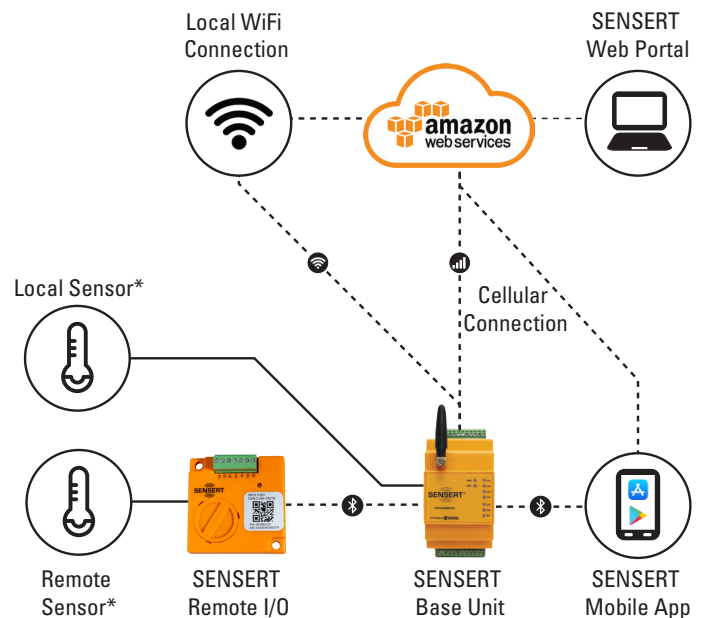 Local WiFi
Connection
SENSERT
Web Portal
amazon
web services
Local Sensor*
Cellular
Connection
SENSERT
SENSERT
Remote
Sensor*
SENSERT
Remote I/O
SENSERT
Base Unit
SENSERT
Mobile App